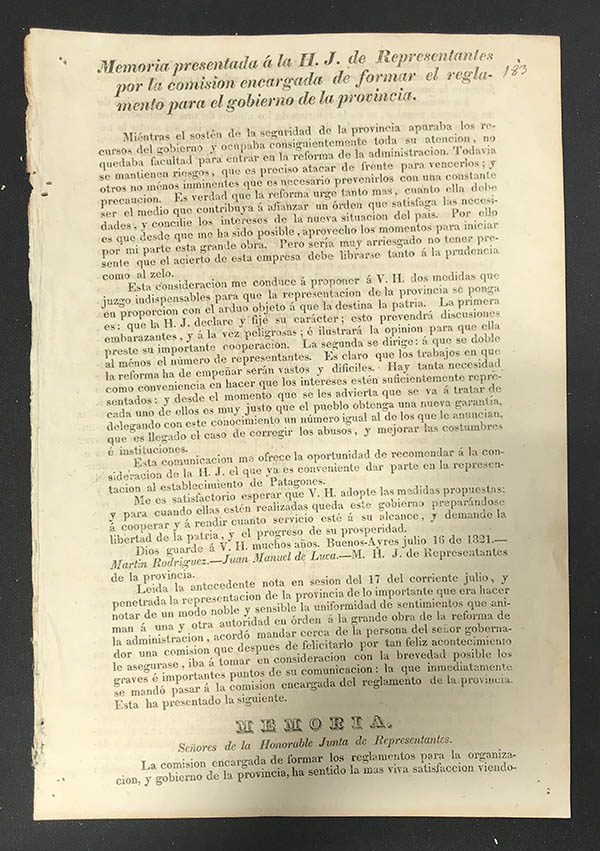 Memoria presentada á la H. J. de Representantes
por la comision encargada de formar el regla-
mento para el gobierno de la provincia.
183
Miéntras el sostén de la seguridad de la provincia apuraba los re-
cursos del gobierno y ocupaba consiguientemente toda su atencion, no
quedaba facultad para entrar en la reforma de la administracion. Todavia
se mantienen riesgos, que es preciso atacar de frente para vencerlos; y
otros no ménos inminentes que es necesario prevenirlos con una constante
precaucion. Es verdad que la reforma urge tanto mas, cuanto ella debe
ser el medio que contribuya á afianzar un órden que satisfaga las necesi-
dades, y concilie los intereses de la nueva situacion del pais. Por ello
es que desde que me ha sido posible, aprovecho los momentos para iniciar
por mi parte esta grande obra. Pero seria muy arriesgado no tener pre-
sente que el acierto de esta empresa debe librarse tanto á la prudencia
como al zelo.
Esta consideracion me conduce á proponer á V. H. dos medidas que
juzgo indispensables para que la representacion de la provincia se ponga
en proporcion con el arduo objeto á que la destina la patria. La primera
es: que la H. J. declare y fije su carácter; esto prevendrá discusiones
embarazantes, y á la vez peligrosas; é ilustrará la opinion para que ella
preste su importante cooperacion. La segunda se dirige: á que se doble
al ménos el número de representantes. Es claro que los trabajos en que
la reforma ha de empeñar serán vastos y dificiles. Hay tanta necesidad
como conveniencia en hacer que los intereses estén suficientemente repre-
sentados: y desde el momento que se les advierta que se va á tratar de
cada uno de ellos es muy justo que el pueblo obtenga una nueva garantia,
delegando con este conocimiento un número igual al de los que le anuncian,
que es llegado el caso de corregir los abusos, y mejorar las costumbres
é instituciones.
Esta comunicacion me ofrece la oportunidad de recomendar á la con-
sideracion de la H. J. el que ya es conveniente dar parte en la represen-
tacion al establecimiento de Patagones.
Me es satisfactorio esperar que V. H. adopte las medidas propuestas;
y para cuando ellas estén realizadas queda este gobierno preparándose
á cooperar y á rendir cuanto servicio esté á su alcance, y demande la
libertad de la patria, y el progreso de su prosperidad.
Dios guarde á V. H. muchos años. Buenos-Ayres julio 16 de 1821.—
Martin Rodriguez.—Juan Manuel de Luca.—M. H. J. de Representantes
de la provincia.
Leida la antecedente nota en sesion del 17 del corriente julio, y
penetrada la representacion de la provincia de lo importante que era hacer
notar de un modo noble y sensible la uniformidad de sentimientos que ani-
man á una y otra autoridad en órden á la grande obra de la reforma de
la administracion, acordó mandar cerca de la persona del señor goberna-
dor una comision que despues de felicitarlo por tan feliz acontecimiento
le asegurase, iba á tomar en consideracion con la brevedad posible los
graves é importantes puntos de su comunicacion: la que inmediatamente
se mandó pasar á la comision encargada del reglamento de la provincia.
Esta ha presentado la siguiente.
MEMORIA.
Señores de la Honorable Junta de Representantes.
La comision encargada de formar los reglamentos para la organiza-
cion, y gobierno de la provincia, ha sentido la mas viva satisfaccion viendo-